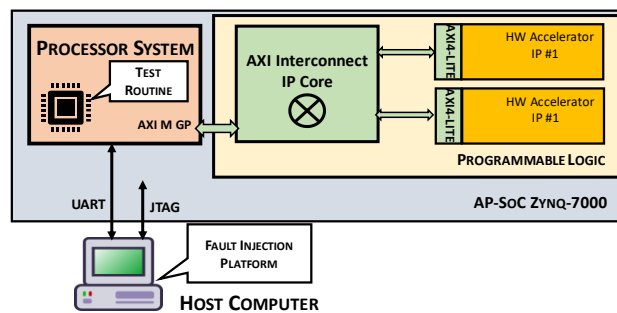 PROCESSOR SYSTEM
TEST
ROUTINE
AXI M GP
AXI Interconnect
IP Core
AXI4-LITE
HW Accelerator
IP #1
AXI4-LITE
HW Accelerator
IP #1
PROGRAMMABLE LOGIC
AP-SOC ZYNQ-7000
UART
JTAG
FAULT INJECTION
PLATFORM
HOST COMPUTER